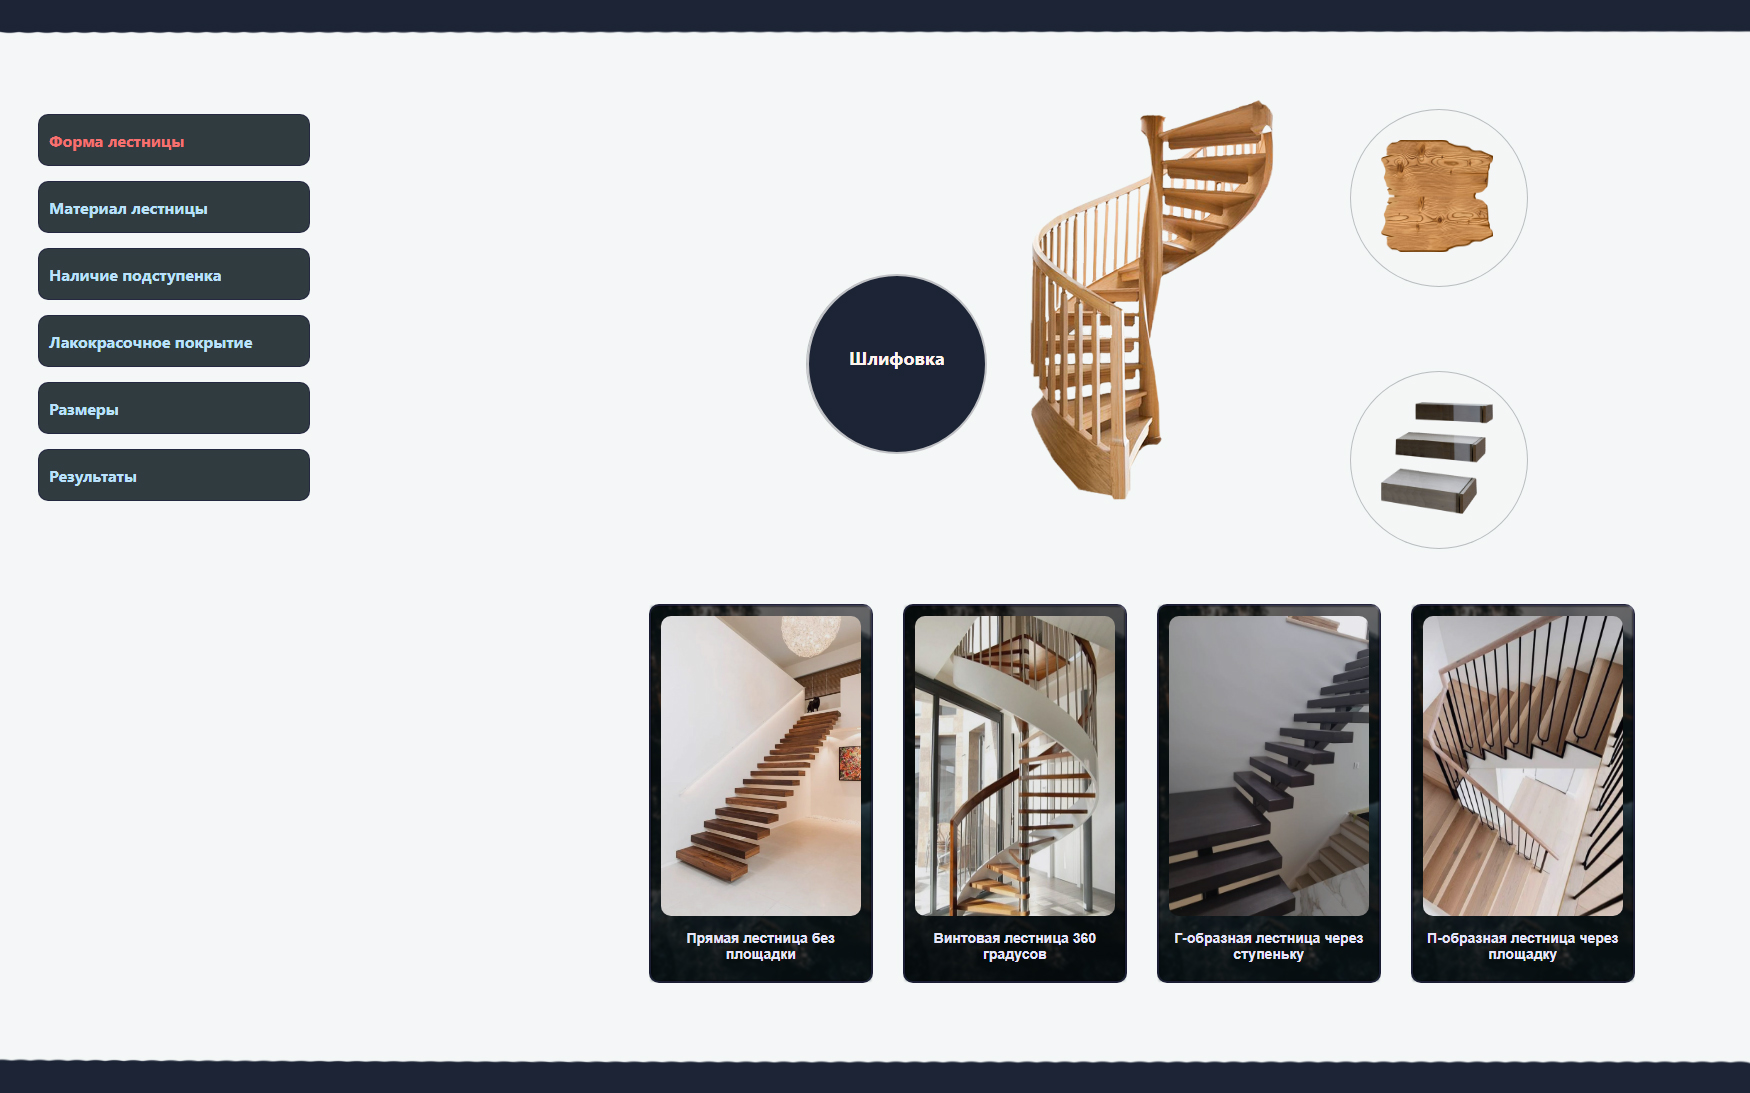 Форма лестницы
Материал лестницы
Наличие подступенка
Лакокрасочное покрытие
Размеры
Результаты
Шлифовка
Прямая лестница без
площадки
Винтовая лестница 360
градусов
Г-образная лестница через
ступеньку
П-образная лестница через
площадку